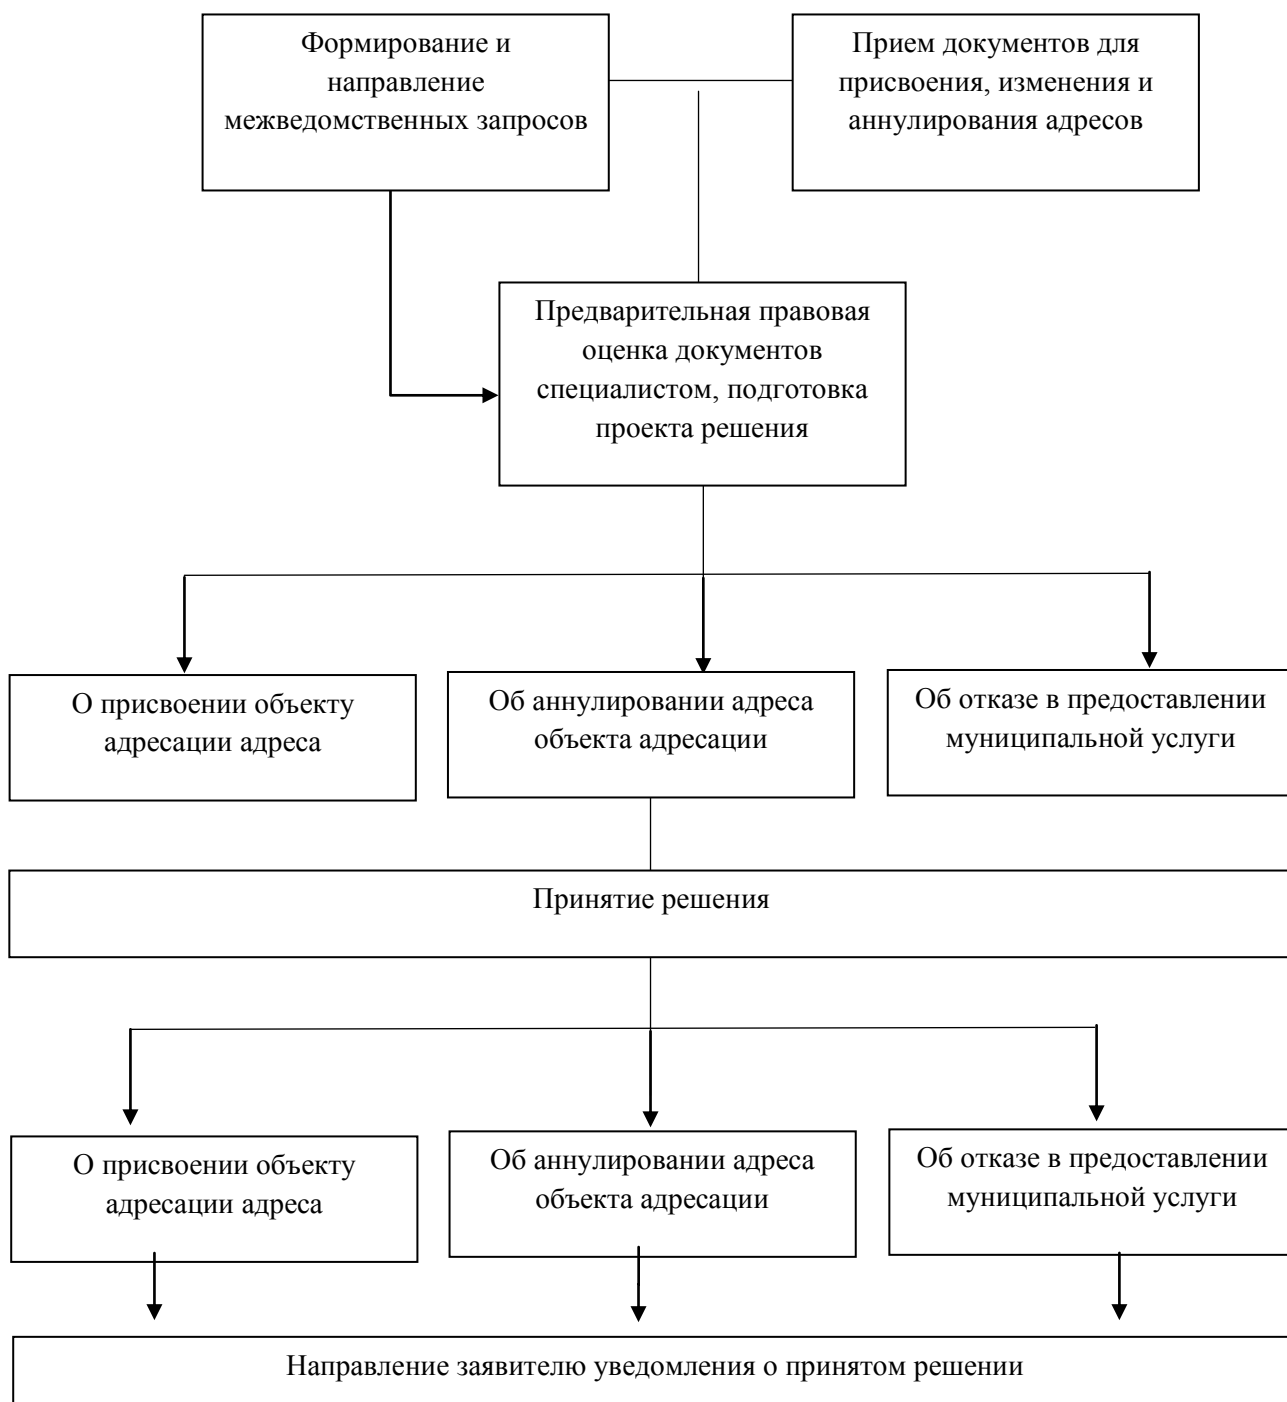 Формирование и
направление
межведомственных запросов
Прием документов для
присвоения, изменения и
аннулирования адресов
Предварительная правовая
оценка документов
специалистом, подготовка
проекта решения
О присвоении объекту
адресации адреса
Об аннулировании адреса
объекта адресации
Об отказе в предоставлении
муниципальной услуги
Принятие решения
О присвоении объекту
адресации адреса
Об аннулировании адреса
объекта адресации
Об отказе в предоставлении
муниципальной услуги
Направление заявителю уведомления о принятом решении